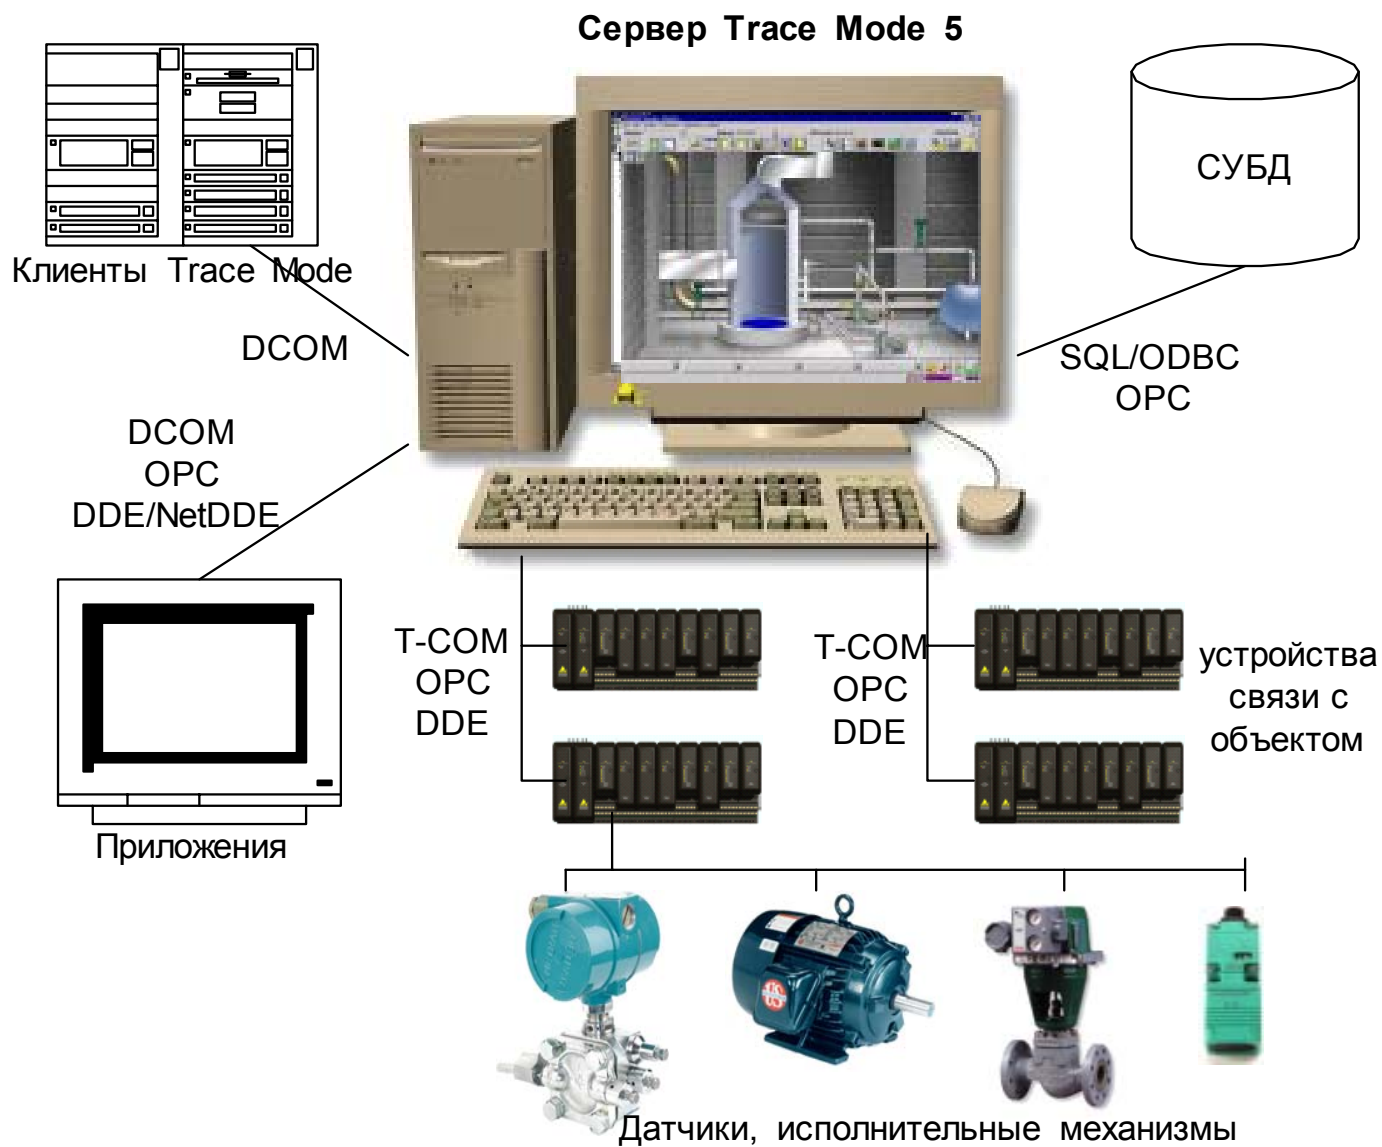 Сервер Trace Mode 5
СУБД
Клиенты Trace Mode
DCOM
SQL/ODBC
OPC
DCOM
OPC
DDE/NetDDE
T-COM
OPC
DDE
T-COM
OPC
DDE
устройства
связи с
объектом
Приложения
Датчики, исполнительные механизмы